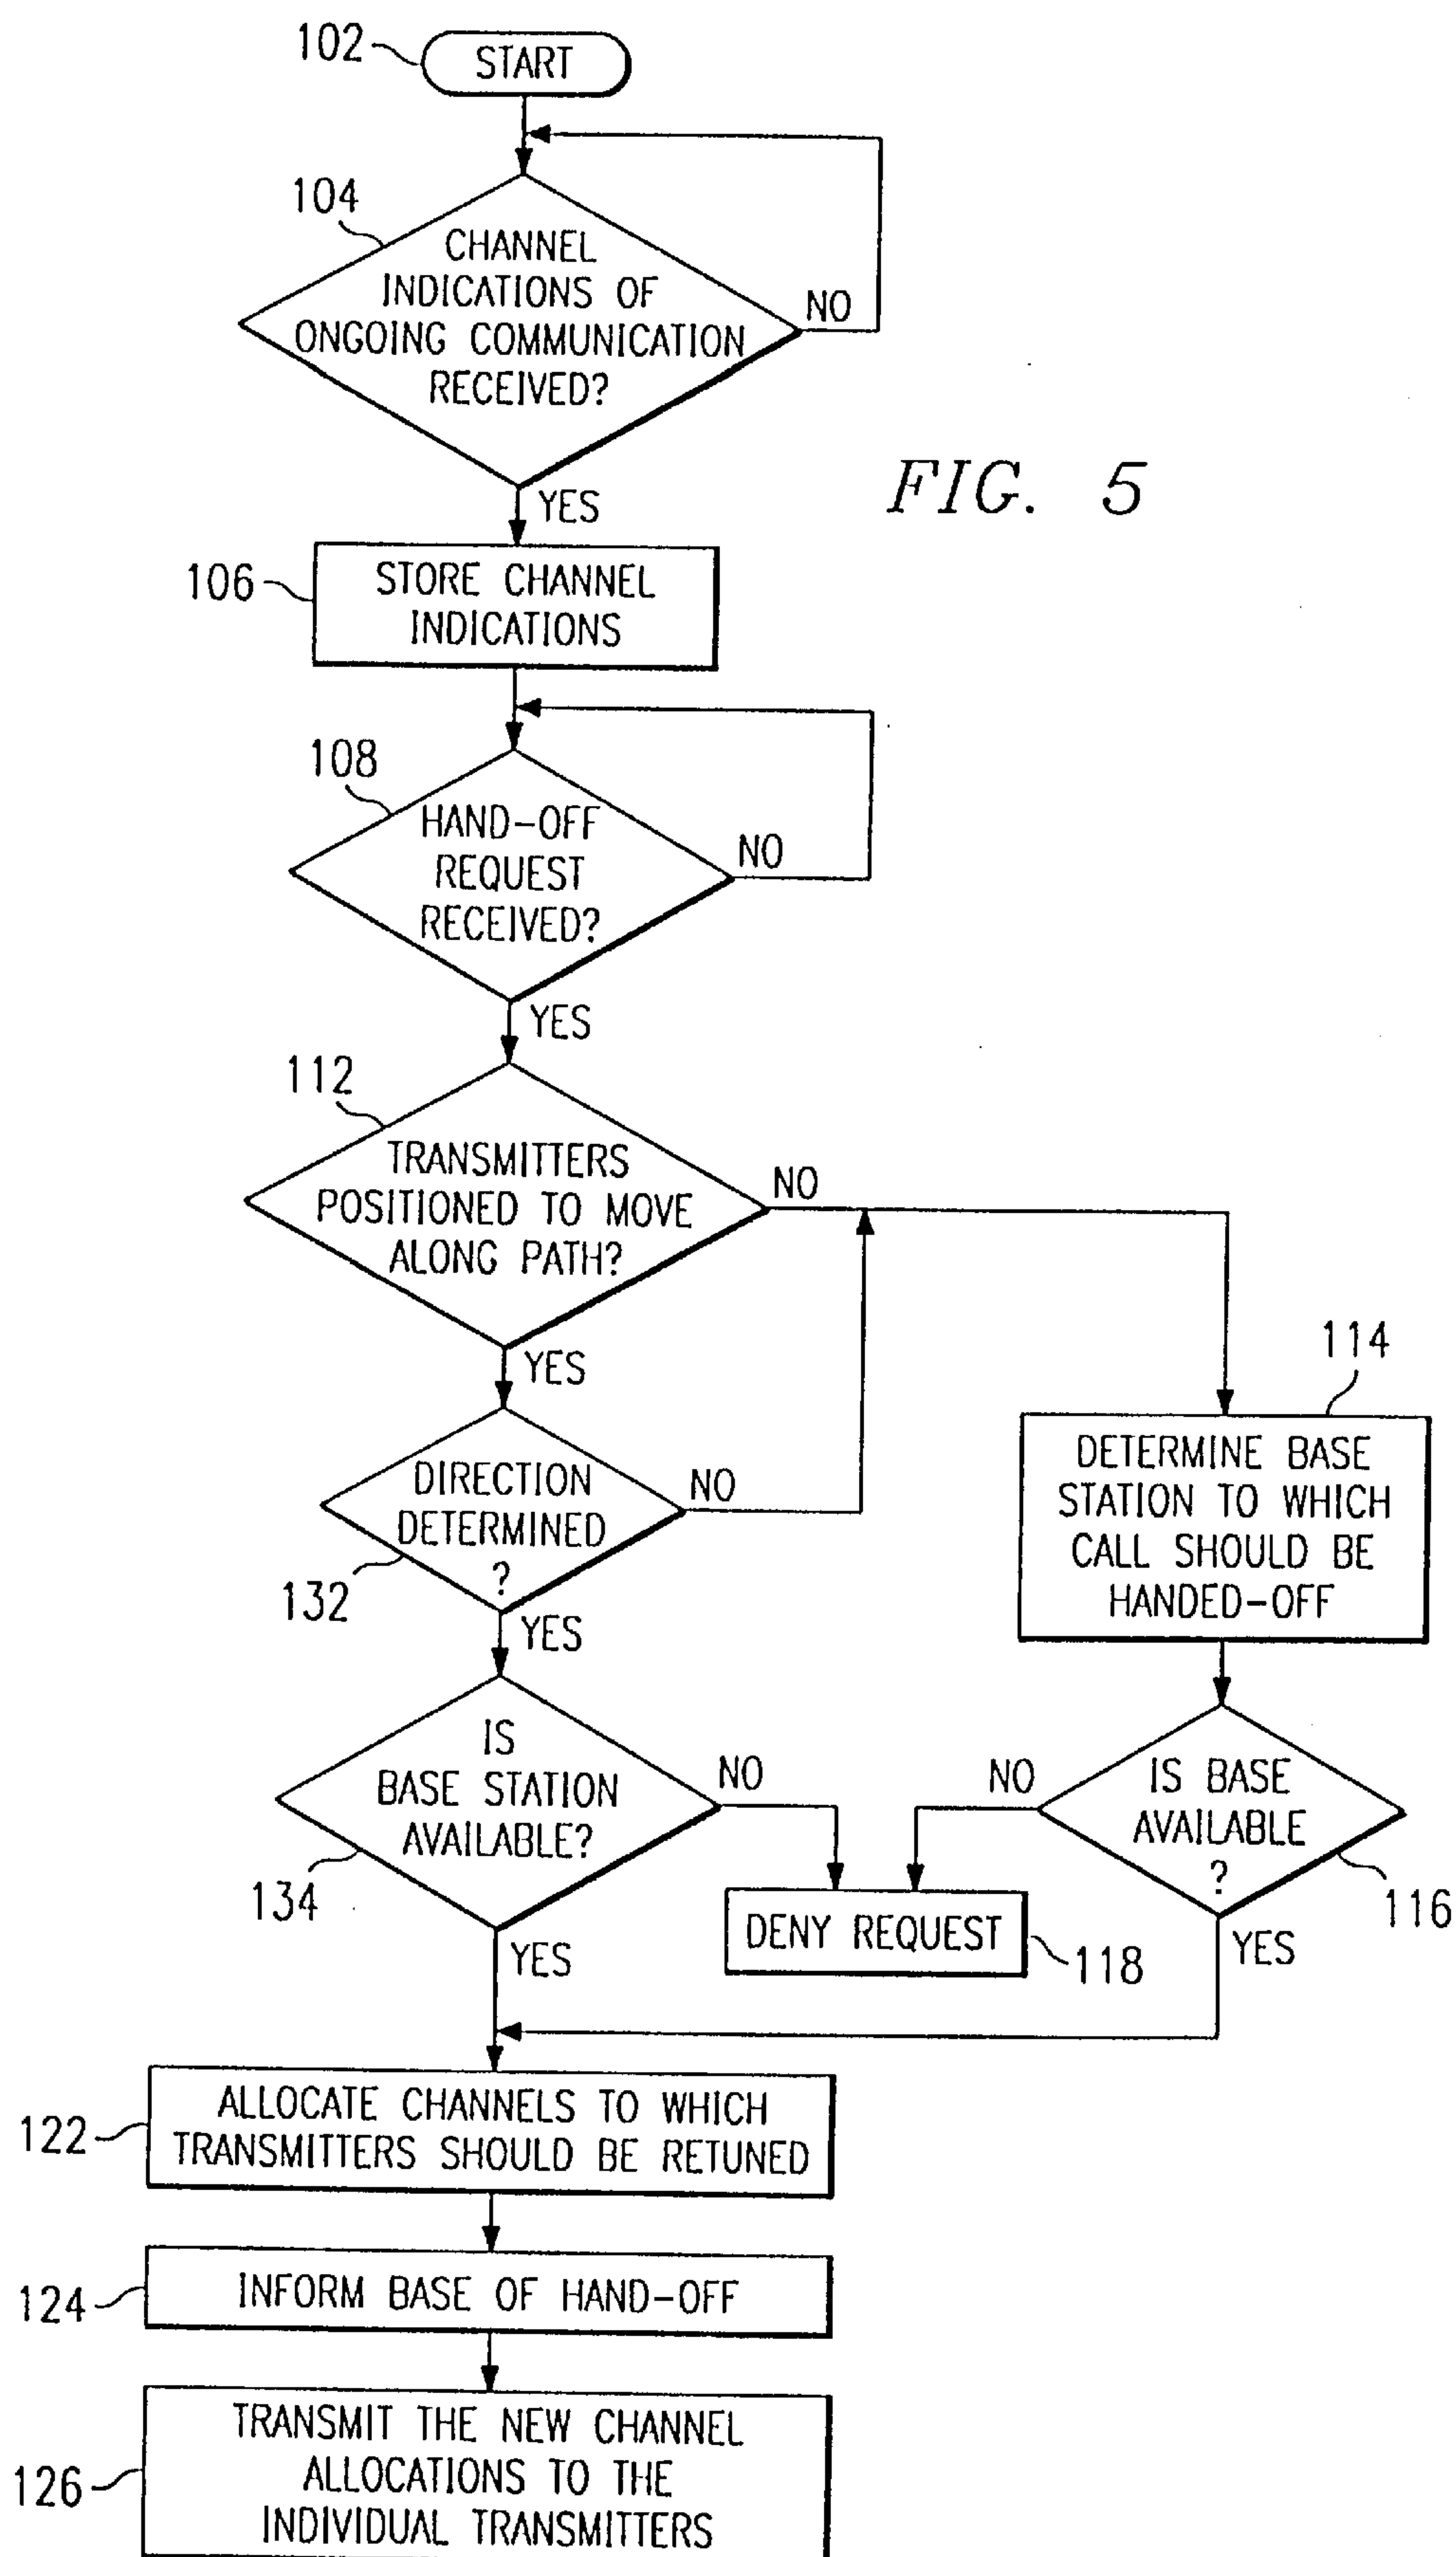 102
START
104
CHANNEL
INDICATIONS OF
ONGOING COMMUNICATION
RECEIVED?
NO
YES
FIG. 5
106
STORE CHANNEL
INDICATIONS
108
HAND-OFF
REQUEST
RECEIVED?
NO
YES
112
TRANSMITTERS
POSITIONED TO MOVE
ALONG PATH?
NO
YES
132
DIRECTION
DETERMINED
?
NO
YES
114
DETERMINE BASE
STATION TO WHICH
CALL SHOULD BE
HANDED-OFF
134
IS
BASE STATION
AVAILABLE?
NO
YES
116
IS BASE
AVAILABLE
?
NO
YES
DENY REQUEST
118
122
ALLOCATE CHANNELS TO WHICH
TRANSMITTERS SHOULD BE RETUNED
124
INFORM BASE OF HAND-OFF
126
TRANSMIT THE NEW CHANNEL
ALLOCATIONS TO THE
INDIVIDUAL TRANSMITTERS